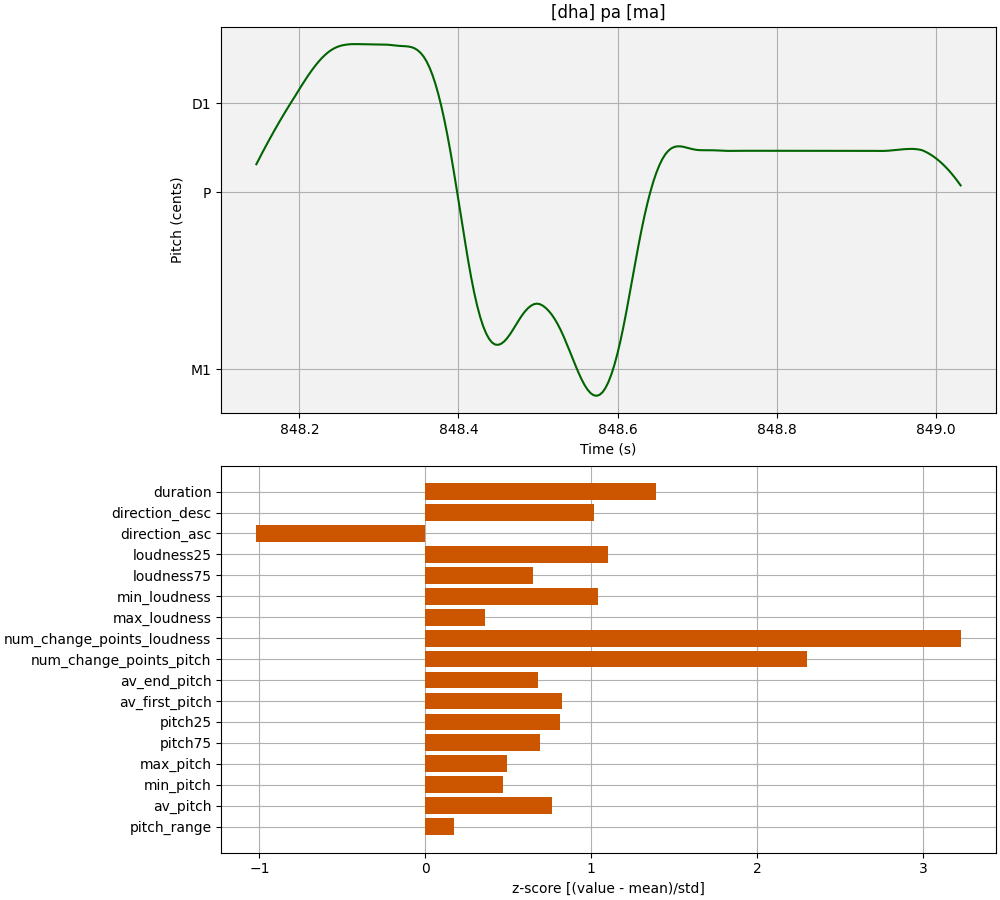 [dha] pa [ma]
D1
P
M1
Pitch (cents)
848.2 848.4 848.6 848.8 849.0
Time (s)
duration
direction_desc
direction_asc
loudness25
loudness75
min_loudness
max_loudness
num_change_points_loudness
num_change_points_pitch
av_end_pitch
av_first_pitch
pitch25
pitch75
max_pitch
min_pitch
av_pitch
pitch_range
−1 0 1 2 3
z-score [(value - mean)/std]